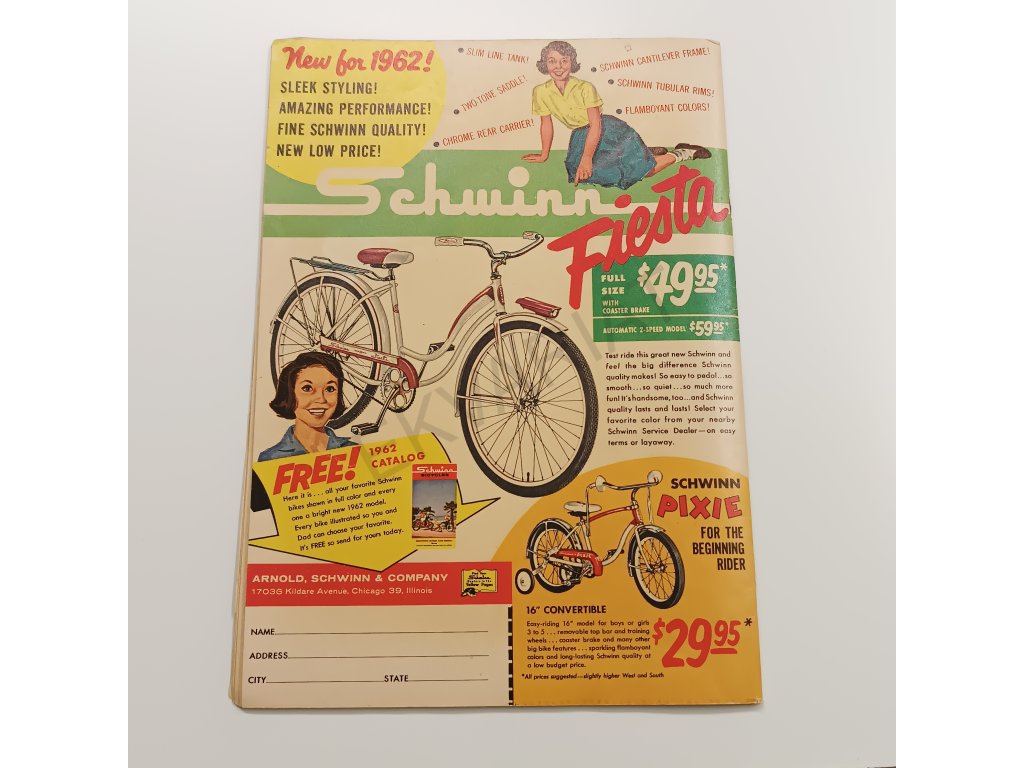 New for 1962!
SLEEK STYLING!
AMAZING PERFORMANCE!
FINE SCHWINN QUALITY!
NEW LOW PRICE!
• SLIM LINE TANK!
• TWO-TONE SADDLE!
• CHROME REAR CARRIER!
• SCHWINN CANTILEVER FRAME!
• SCHWINN TUBULAR RIMS!
• FLAMBOYANT COLORS!
Schwinn
Fiesta
FULL
SIZE
WITH
COASTER BRAKE
$49.95*
AUTOMATIC 2-SPEED MODEL $59.95*
Test ride this great new Schwinn and
feel the big difference Schwinn
quality makes! So easy to pedal...so
smooth...so quiet...so much more
fun! It's handsome, too...and Schwinn
quality lasts and lasts! Select your
favorite color from your nearby
Schwinn Service Dealer—on easy
terms or layaway.
FREE!
1962
CATALOG
Here it is . . . all your favorite Schwinn
bikes shown in full color and every
one a bright new 1962 model.
Every bike illustrated so you and
Dad can choose your favorite.
It's FREE so send for yours today.
Schwinn
BICYCLES
ARNOLD, SCHWINN & COMPANY
1703G Kildare Avenue, Chicago 39, Illinois
Schwinn
Yellow Pages
NAME
ADDRESS
CITY STATE
SCHWINN
PIXIE
FOR THE
BEGINNING
RIDER
16" CONVERTIBLE
Easy-riding 16" model for boys or girls
3 to 5 . . . removable top bar and training
wheels . . . coaster brake and many other
big bike features . . . sparkling flamboyant
colors and long-lasting Schwinn quality at
a low budget price.
$29.95*
*All prices suggested—slightly higher West and South